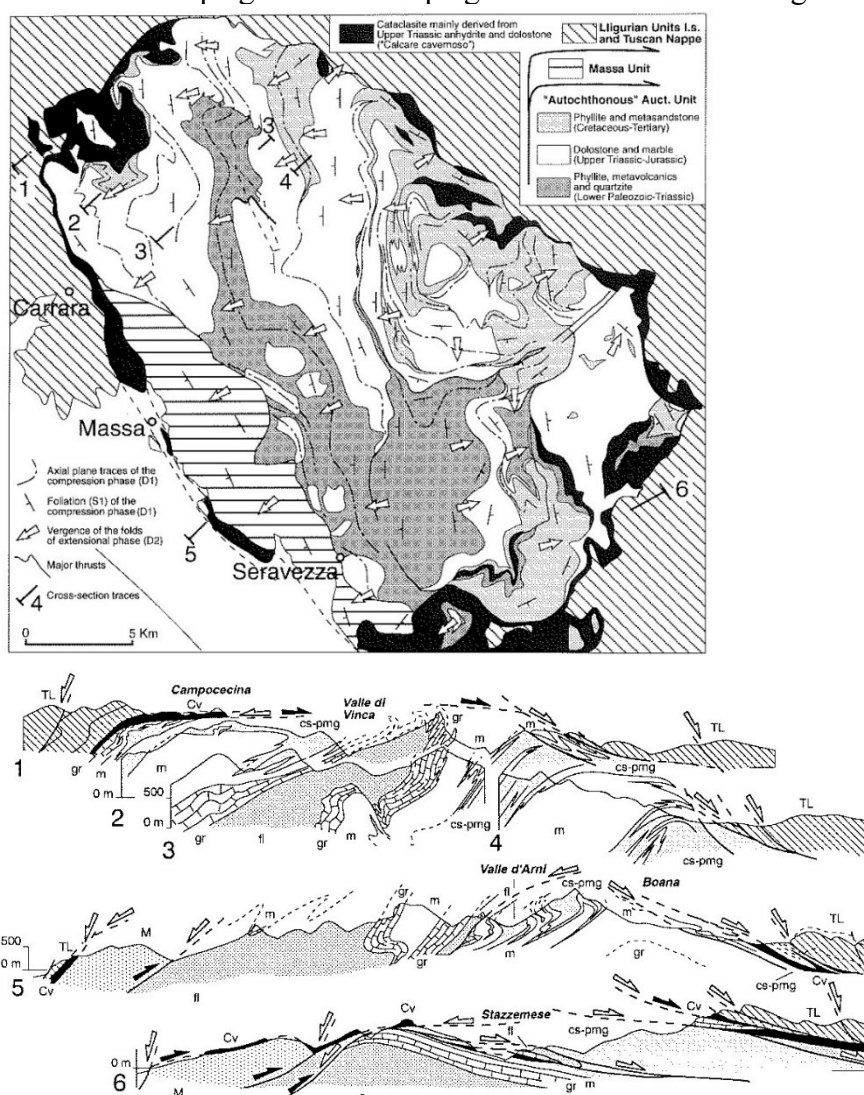 Cataclasite mainly derived from
Upper Triassic anhydrite and dolostone
("Calcare cavernoso")
Lligurian Units l.s.
and Tuscan Nappe
Massa Unit
"Autochthonous" Auct. Unit
Phyllite and metasandstone
(Cretaceous-Tertiary)
Dolostone and marble
(Upper Triassic-Jurassic)
Phyllite, metavolcanics
and quartzite
(Lower Paleozoic-Triassic)
1
2
3
3
4
Carrara
Massa
Seravezza
5
6
Axial plane traces of the
compression phase (D1)
Foliation (S1) of the
compression phase (D1)
Vergence of the folds
of extensional phase (D2)
Major thrusts
4 Cross-section traces
0 5 Km
TL Campocecina Cv cs-pmg Valle di
Vinca gr m m TL
1 gr m 0 m m cs-pmg
2 500
0 m
3 gr fl gr m cs-pmg 4 m cs-pmg TL
Valle d'Arni cs-pmg Boana
500
0 m TL M m gr m fl m TL
5 Cv fl gr m gr cs-pmg Cv
Cv Cv Stazzemese fl cs-pmg Cv TL
0 m
6 M gr m